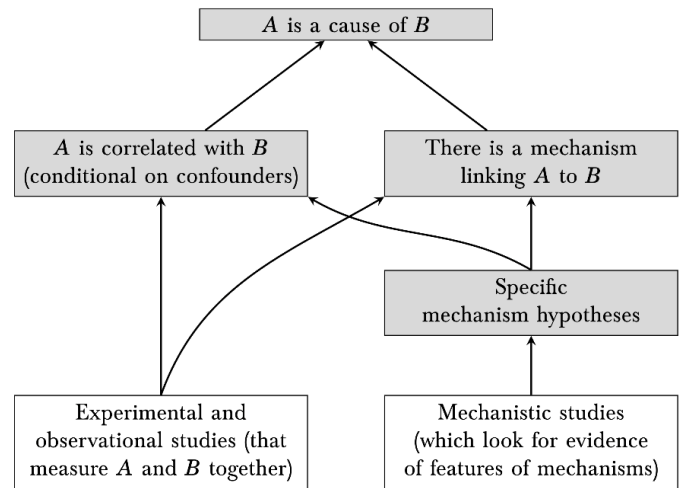 A is a cause of B
A is correlated with B
(conditional on confounders)
There is a mechanism
linking A to B
Specific
mechanism hypotheses
Experimental and
observational studies (that
measure A and B together)
Mechanistic studies
(which look for evidence
of features of mechanisms)